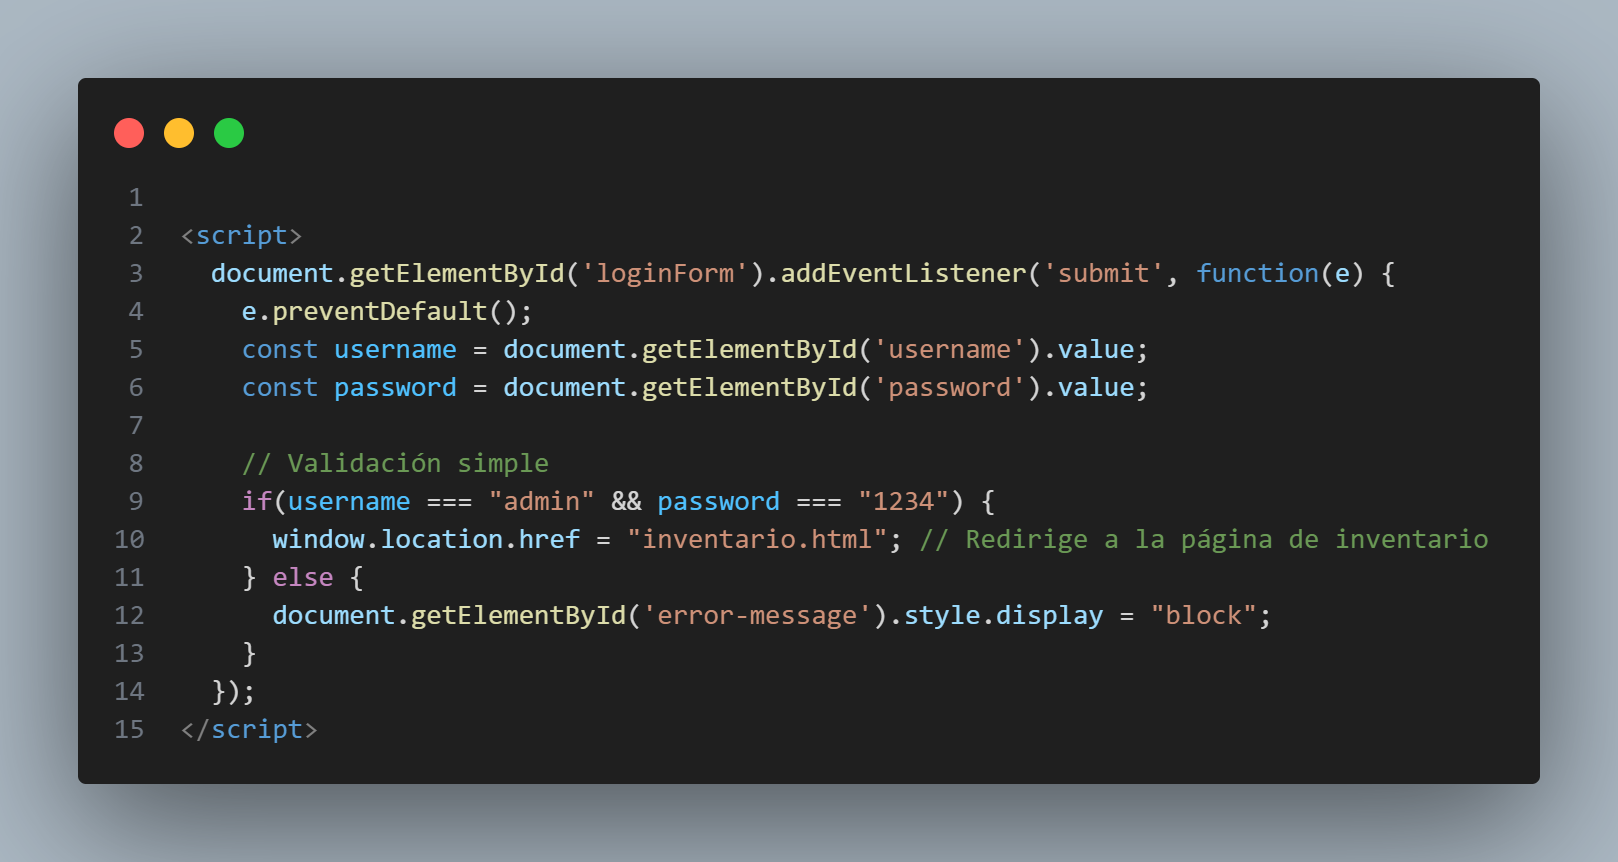 1
2 <script>
3 document.getElementById('loginForm').addEventListener('submit', function(e) {
4 e.preventDefault();
5 const username = document.getElementById('username').value;
6 const password = document.getElementById('password').value;
7
8 // Validación simple
9 if(username === "admin" && password === "1234") {
10 window.location.href = "inventario.html"; // Redirige a la página de inventario
11 } else {
12 document.getElementById('error-message').style.display = "block";
13 }
14 });
15 </script>